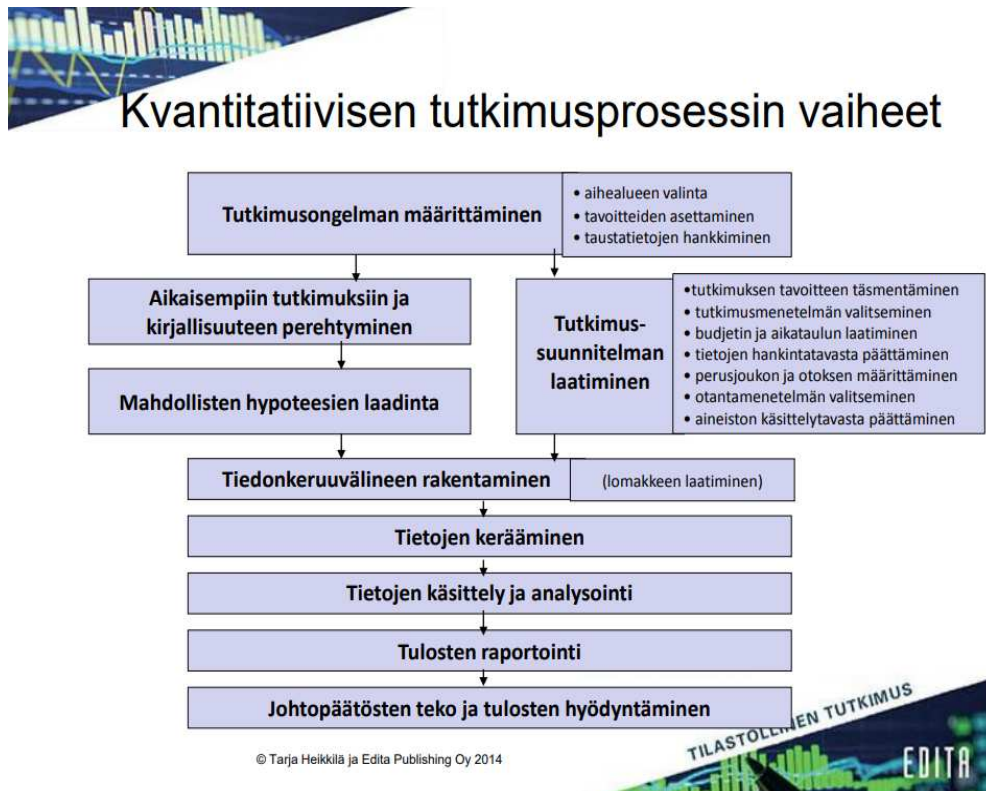 Kvantitatiivisen tutkimusprosessin vaiheet
Tutkimusongelman määrittäminen
• aihealueen valinta
• tavoitteiden asettaminen
• taustatietojen hankkiminen
Aikaisempiin tutkimuksiin ja
kirjallisuuteen perehtyminen
Mahdollisten hypoteesien laadinta
Tutkimus-
suunnitelman
laatiminen
•tutkimuksen tavoitteen täsmentäminen
• tutkimusmenetelmän valitseminen
• budjetin ja aikataulun laatiminen
• tietojen hankintatavasta päättäminen
• perusjoukon ja otoksen määrittäminen
• otantamenetelmän valitseminen
• aineiston käsittelytavasta päättäminen
Tiedonkeruuvälineen rakentaminen
(lomakkeen laatiminen)
Tietojen kerääminen
Tietojen käsittely ja analysointi
Tulosten raportointi
Johtopäätösten teko ja tulosten hyödyntäminen
© Tarja Heikkilä ja Edita Publishing Oy 2014
TILASTOLLINEN TUTKIMUS
EDITA